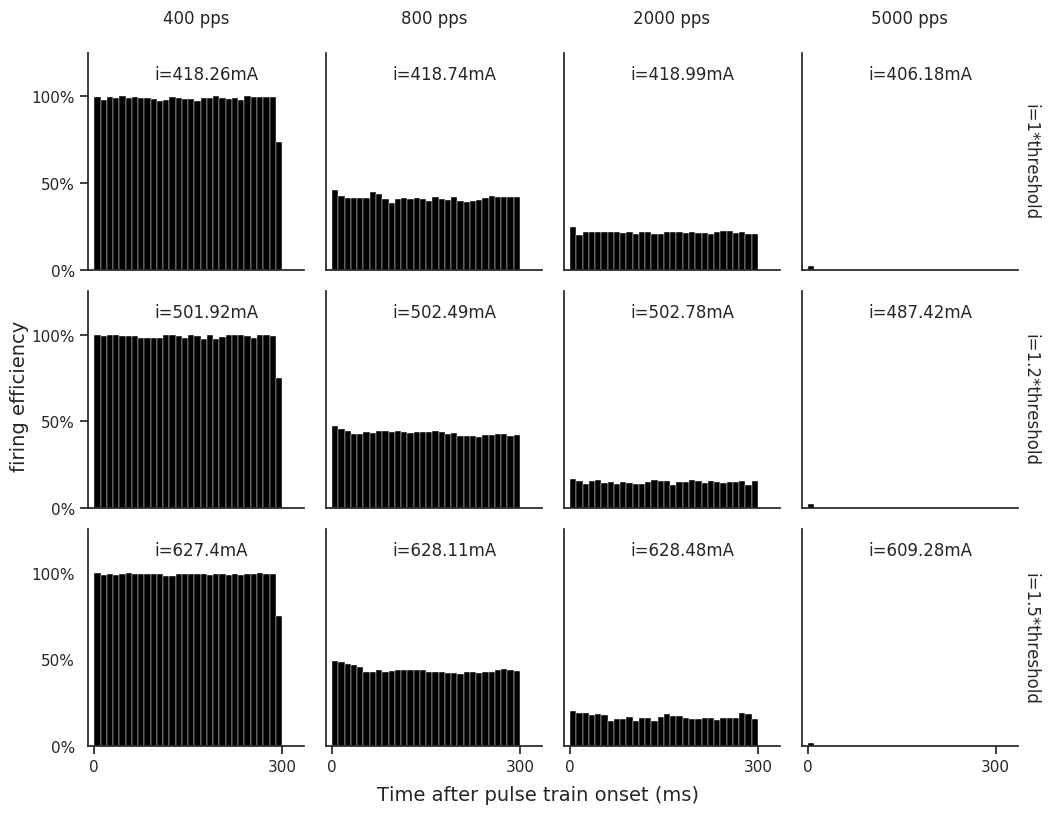 400 pps 800 pps 2000 pps 5000 pps
i=418.26mA i=418.74mA i=418.99mA i=406.18mA
100%
50%
0%
i=1*threshold
i=501.92mA i=502.49mA i=502.78mA i=487.42mA
100%
50%
0%
i=1.2*threshold
firing efficiency
i=627.4mA i=628.11mA i=628.48mA i=609.28mA
100%
50%
0%
i=1.5*threshold
0 300 0 300 0 300 0 300
Time after pulse train onset (ms)